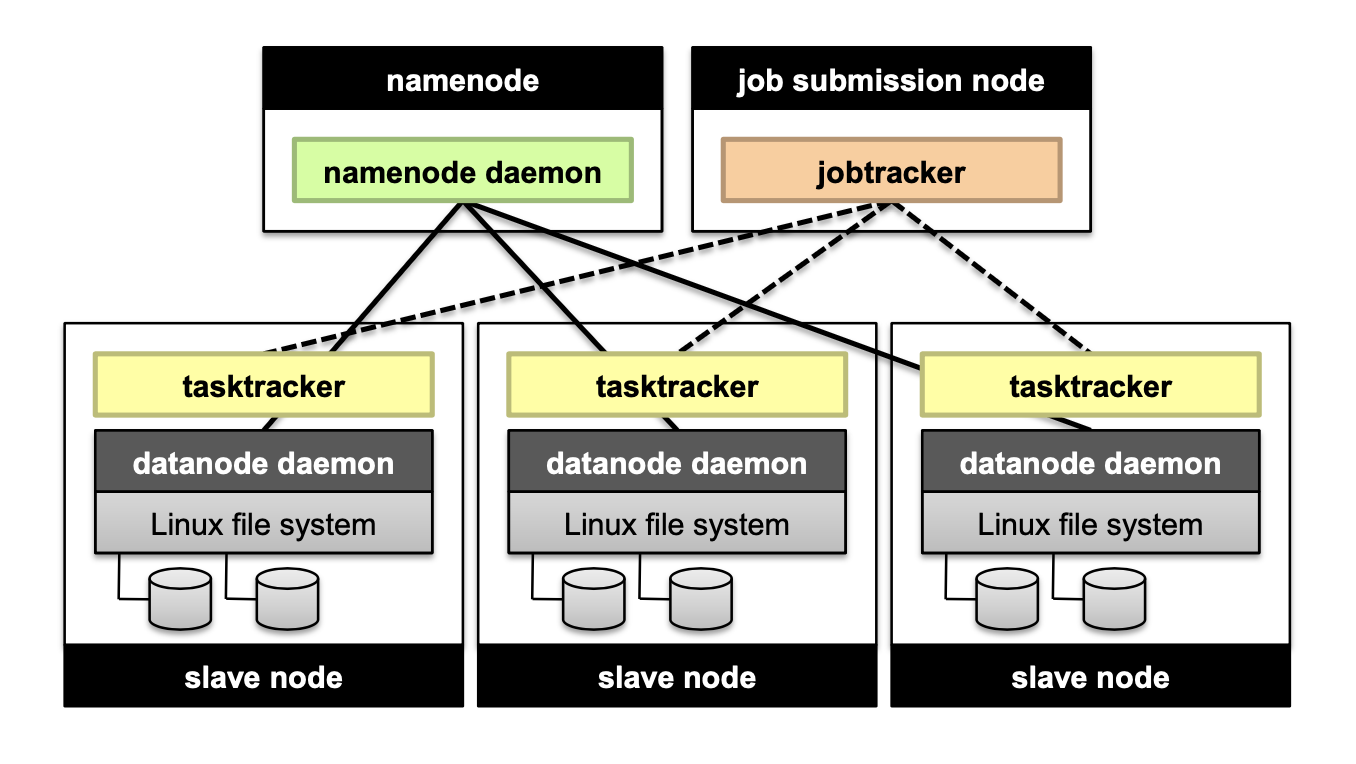 namenode
job submission node
namenode daemon
jobtracker
tasktracker
tasktracker
tasktracker
datanode daemon
datanode daemon
datanode daemon
Linux file system
Linux file system
Linux file system
slave node
slave node
slave node